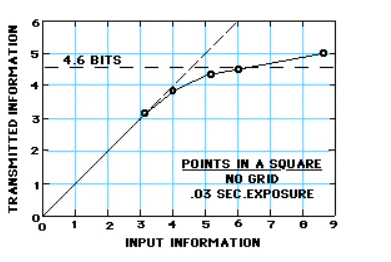 6
5
4.6 BITS
4
3
2
1
0
TRANSMITTED INFORMATION
POINTS IN A SQUARE
NO GRID
.03 SEC.EXPOSURE
0 1 2 3 4 5 6 7 8 9
INPUT INFORMATION